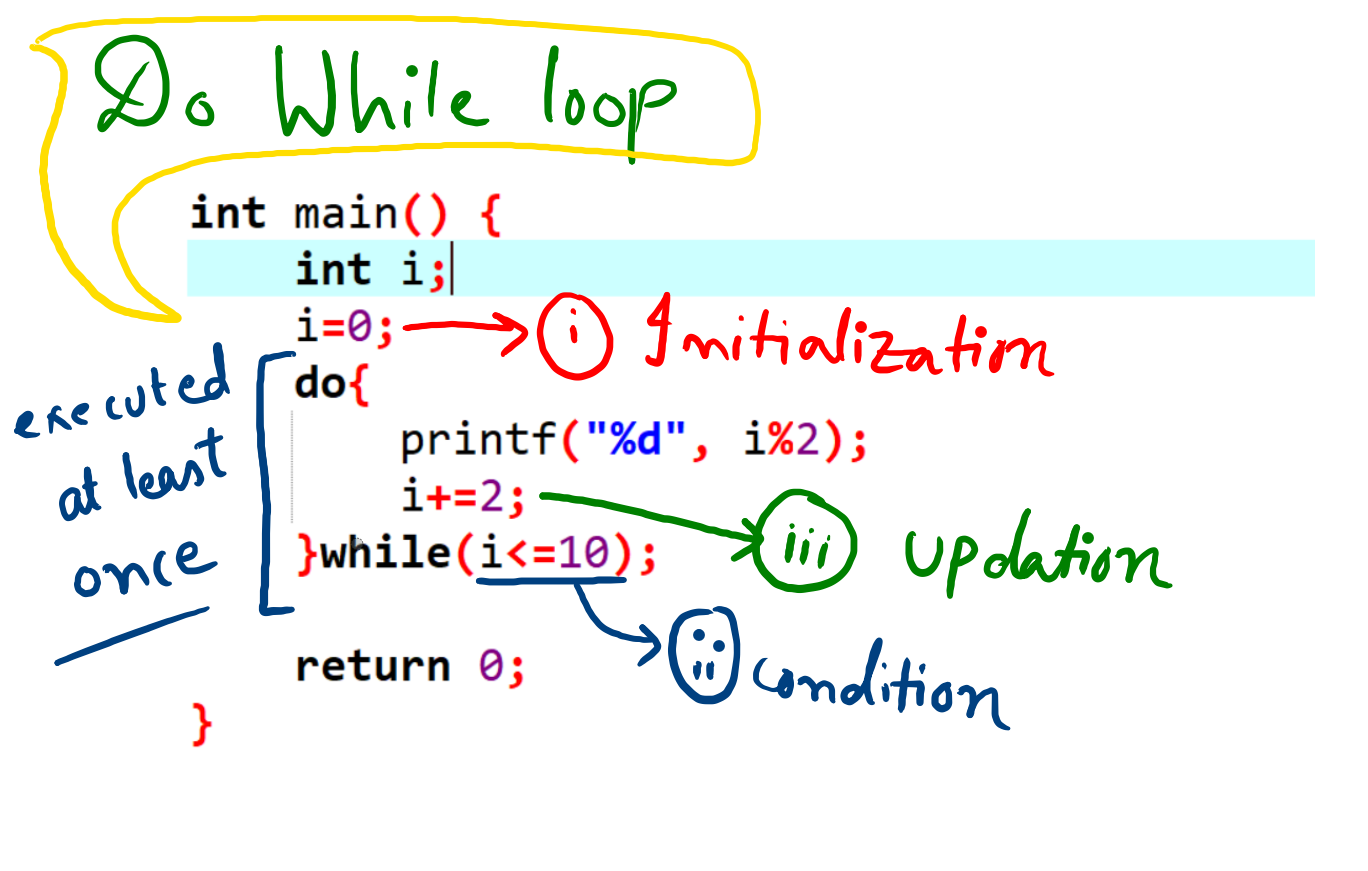 Do While loop
int main() {
int i;
i=0; i Initialization
do{
executed
at least
once
printf("%d", i%2);
i+=2; iii Updation
}while(i<=10);
ii condition
return 0;
}